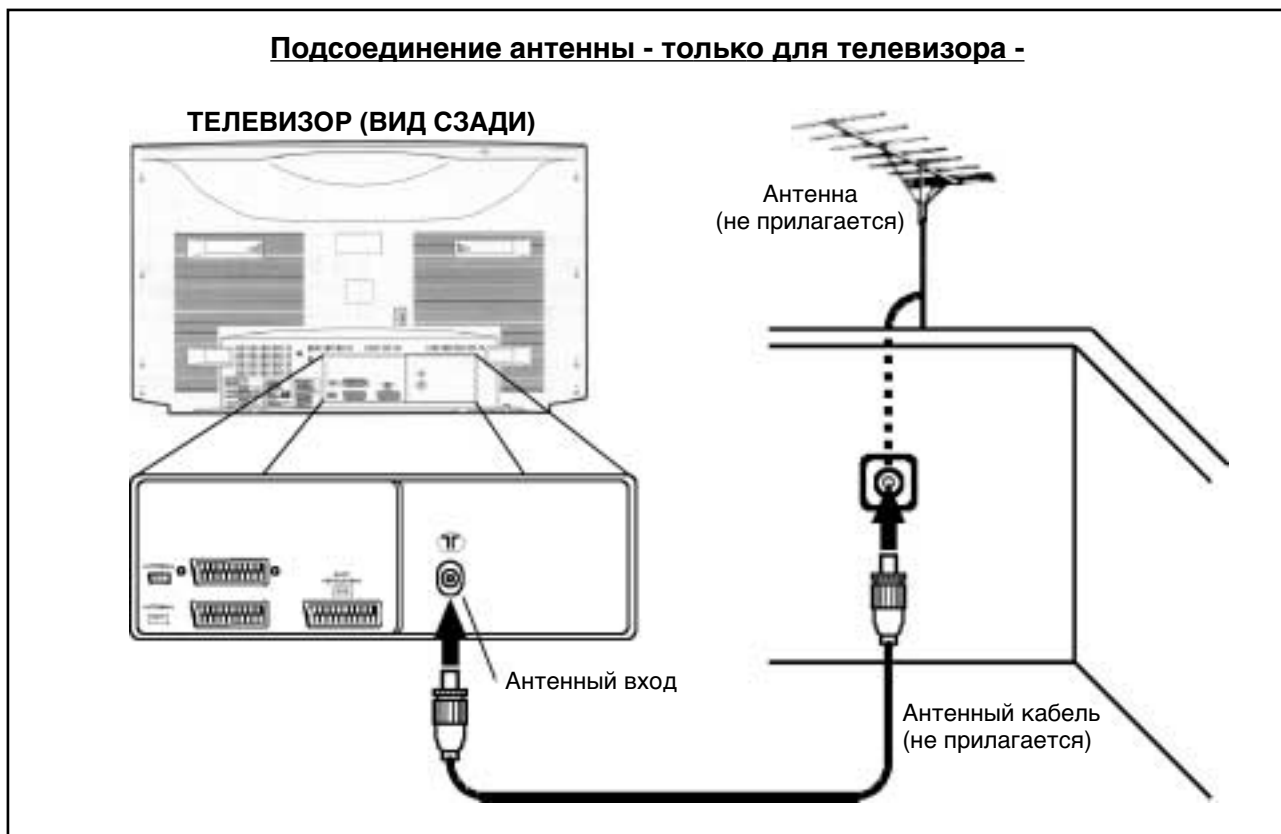 Подсоединение антенны - только для телевизора -
ТЕЛЕВИЗОР (ВИД СЗАДИ)
Антенна
(не прилагается)
Антенный вход
Антенный кабель
(не прилагается)